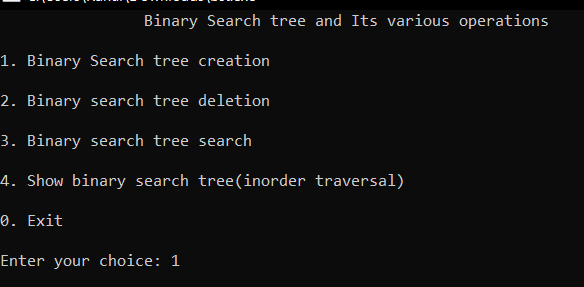 Binary Search tree and Its various operations
1. Binary Search tree creation
2. Binary search tree deletion
3. Binary search tree search
4. Show binary search tree(inorder traversal)
0. Exit
Enter your choice: 1